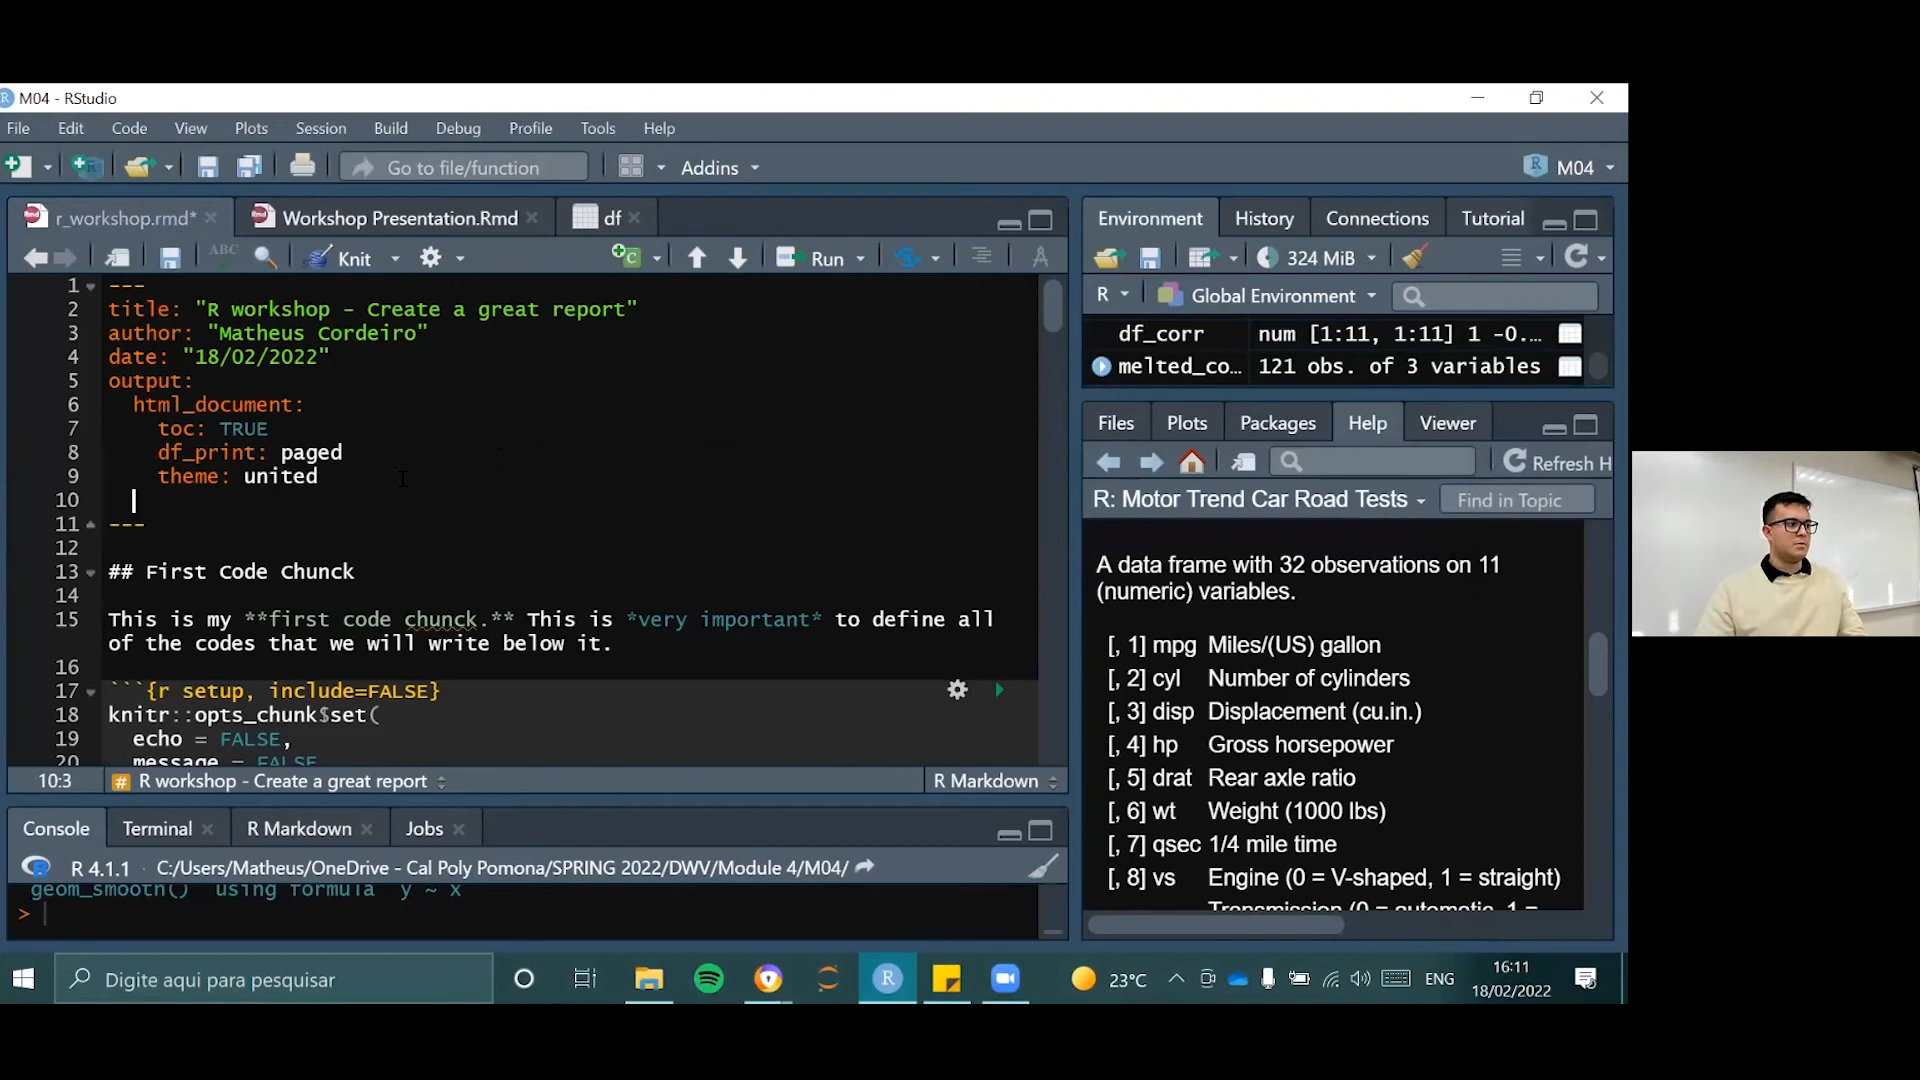 M04 - RStudio
File Edit Code View Plots Session Build Debug Profile Tools Help
Go to file/function Addins M04
r_workshop.rmd* Workshop Presentation.Rmd df
ABC Knit Run
1 ---
2 title: "R workshop - Create a great report"
3 author: "Matheus Cordeiro"
4 date: "18/02/2022"
5 output:
6 html_document:
7 toc: TRUE
8 df_print: paged
9 theme: united
10
11 ---
12
13 ## First Code Chunck
14
15 This is my **first code chunck.** This is *very important* to define all
of the codes that we will write below it.
16
17 ```{r setup, include=FALSE}
18 knitr::opts_chunk$set(
19 echo = FALSE,
20 message = FALSE
10:3 R workshop - Create a great report R Markdown
Console Terminal R Markdown Jobs
R 4.1.1 · C:/Users/Matheus/OneDrive - Cal Poly Pomona/SPRING 2022/DWV/Module 4/M04/
geom_smooth() using formula y ~ x
>
Environment History Connections Tutorial
324 MiB
R Global Environment
df_corr num [1:11, 1:11] 1 -0....
melted_co... 121 obs. of 3 variables
Files Plots Packages Help Viewer
Refresh H
R: Motor Trend Car Road Tests Find in Topic
A data frame with 32 observations on 11
(numeric) variables.
[, 1] mpg Miles/(US) gallon
[, 2] cyl Number of cylinders
[, 3] disp Displacement (cu.in.)
[, 4] hp Gross horsepower
[, 5] drat Rear axle ratio
[, 6] wt Weight (1000 lbs)
[, 7] qsec 1/4 mile time
[, 8] vs Engine (0 = V-shaped, 1 = straight)
Transmission (0 = automatic, 1 =
Digite aqui para pesquisar
23°C ENG
16:11
18/02/2022